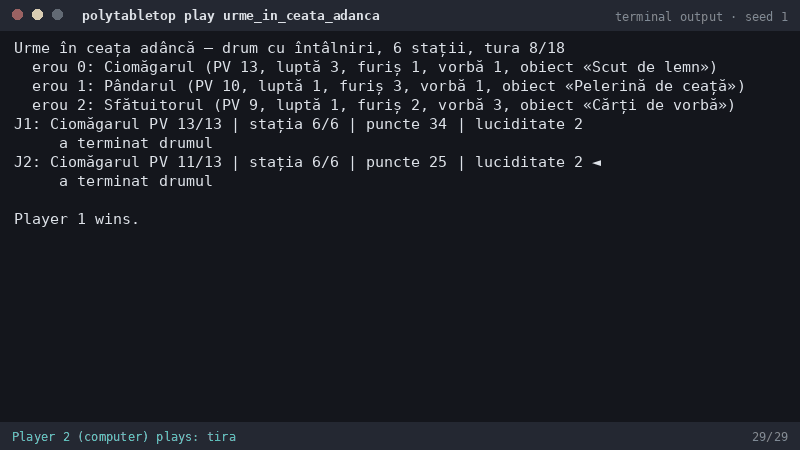 polytabletop play urme_in_ceata_adanca
terminal output · seed 1
Urme în ceața adâncă — drum cu întâlniri, 6 stații, tura 8/18
erou 0: Ciomăgarul (PV 13, luptă 3, furiș 1, vorbă 1, obiect «Scut de lemn»)
erou 1: Pândarul (PV 10, luptă 1, furiș 3, vorbă 1, obiect «Pelerină de ceață»)
erou 2: Sfătuitorul (PV 9, luptă 1, furiș 2, vorbă 3, obiect «Cărți de vorbă»)
J1: Ciomăgarul PV 13/13 | stația 6/6 | puncte 34 | luciditate 2
a terminat drumul
J2: Ciomăgarul PV 11/13 | stația 6/6 | puncte 25 | luciditate 2 ◄
a terminat drumul
Player 1 wins.
Player 2 (computer) plays: tira
29/29